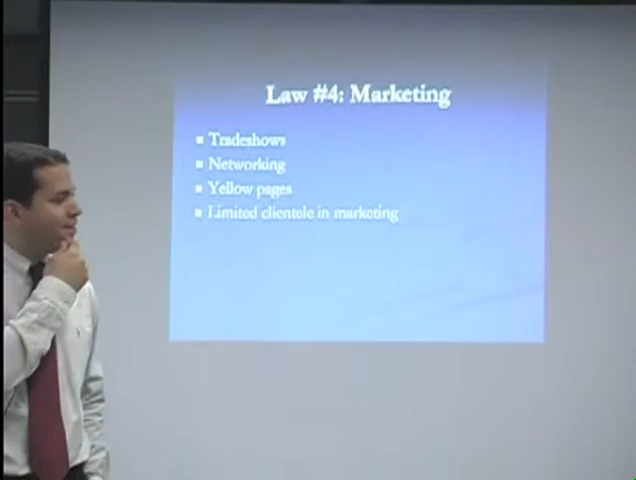 Law #4: Marketing
Tradeshows
Networking
Yellow pages
Limited clientele in marketing